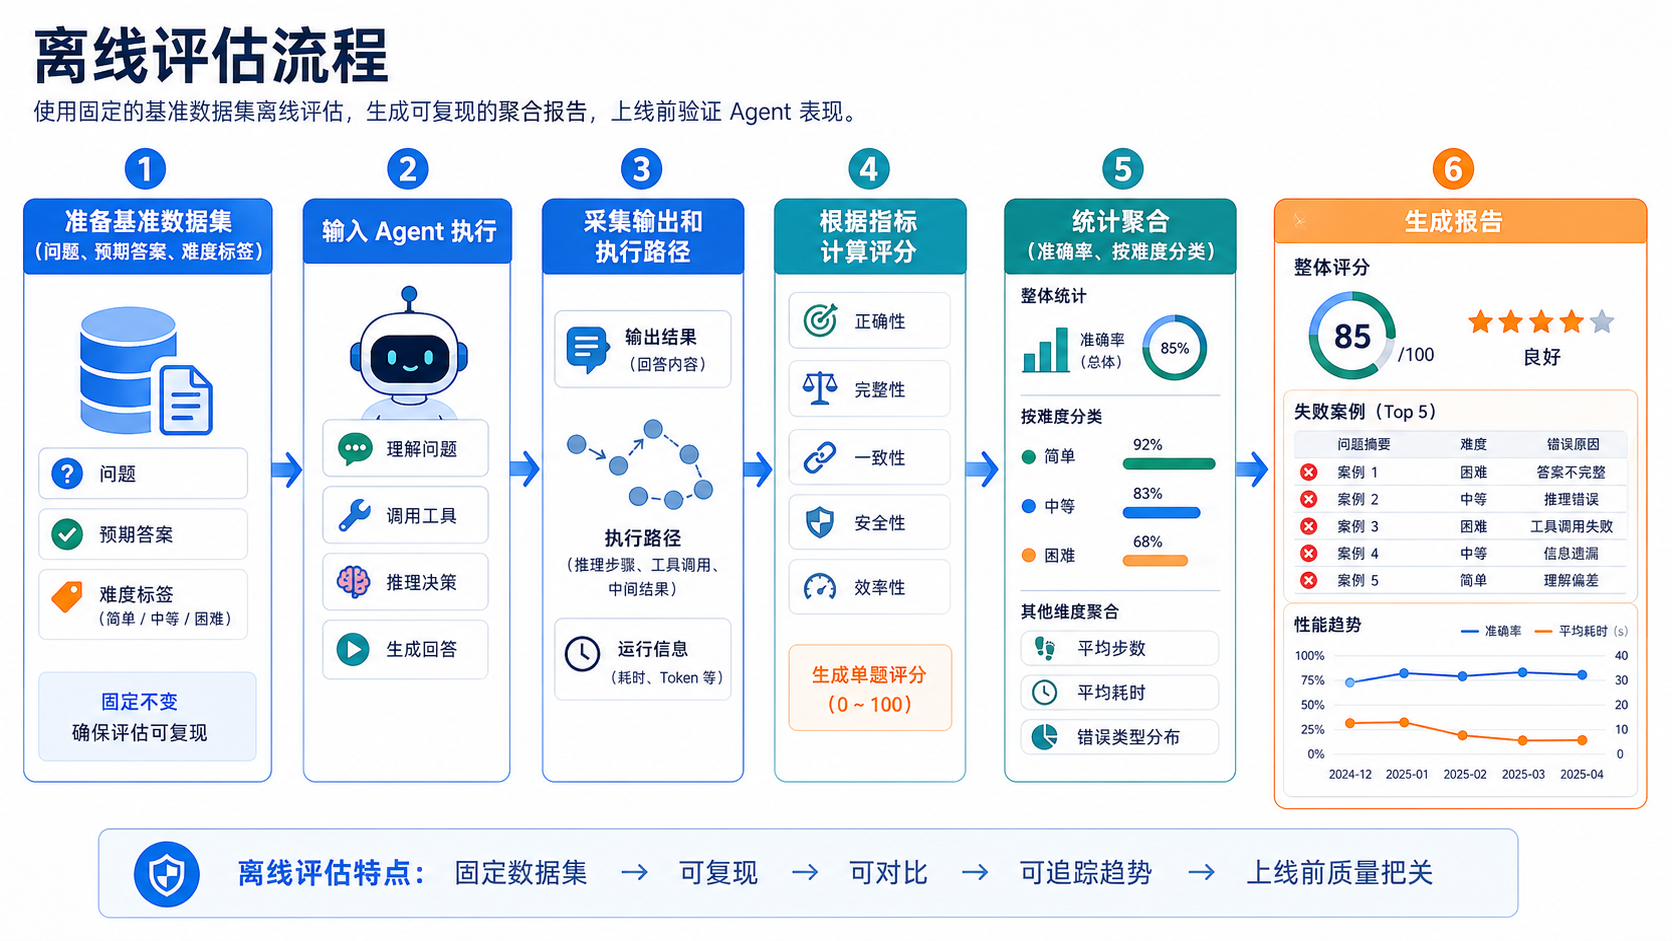 离线评估流程
使用固定的基准数据集离线评估，生成可复现的聚合报告，上线前验证 Agent 表现。
1
准备基准数据集
（问题、预期答案、难度标签）
问题
预期答案
难度标签
（简单 / 中等 / 困难）
固定不变
确保评估可复现
2
输入 Agent 执行
理解问题
调用工具
推理决策
生成回答
3
采集输出和
执行路径
输出结果
（回答内容）
执行路径
（推理步骤、工具调用、
中间结果）
运行信息
（耗时、Token 等）
4
根据指标
计算评分
正确性
完整性
一致性
安全性
效率性
生成单题评分
（0 ~ 100）
5
统计聚合
（准确率、按难度分类）
整体统计
准确率
（总体）
85%
按难度分类
简单 92%
中等 83%
困难 68%
其他维度聚合
平均步数
平均耗时
错误类型分布
6
生成报告
整体评分
85 /100
良好
失败案例（Top 5）
问题摘要 难度 错误原因
案例 1 困难 答案不完整
案例 2 中等 推理错误
案例 3 困难 工具调用失败
案例 4 中等 信息遗漏
案例 5 简单 理解偏差
性能趋势 准确率 平均耗时（s）
100% 40
75% 30
50% 20
25% 10
0% 0
2024-12 2025-01 2025-02 2025-03 2025-04
离线评估特点： 固定数据集 → 可复现 → 可对比 → 可追踪趋势 → 上线前质量把关